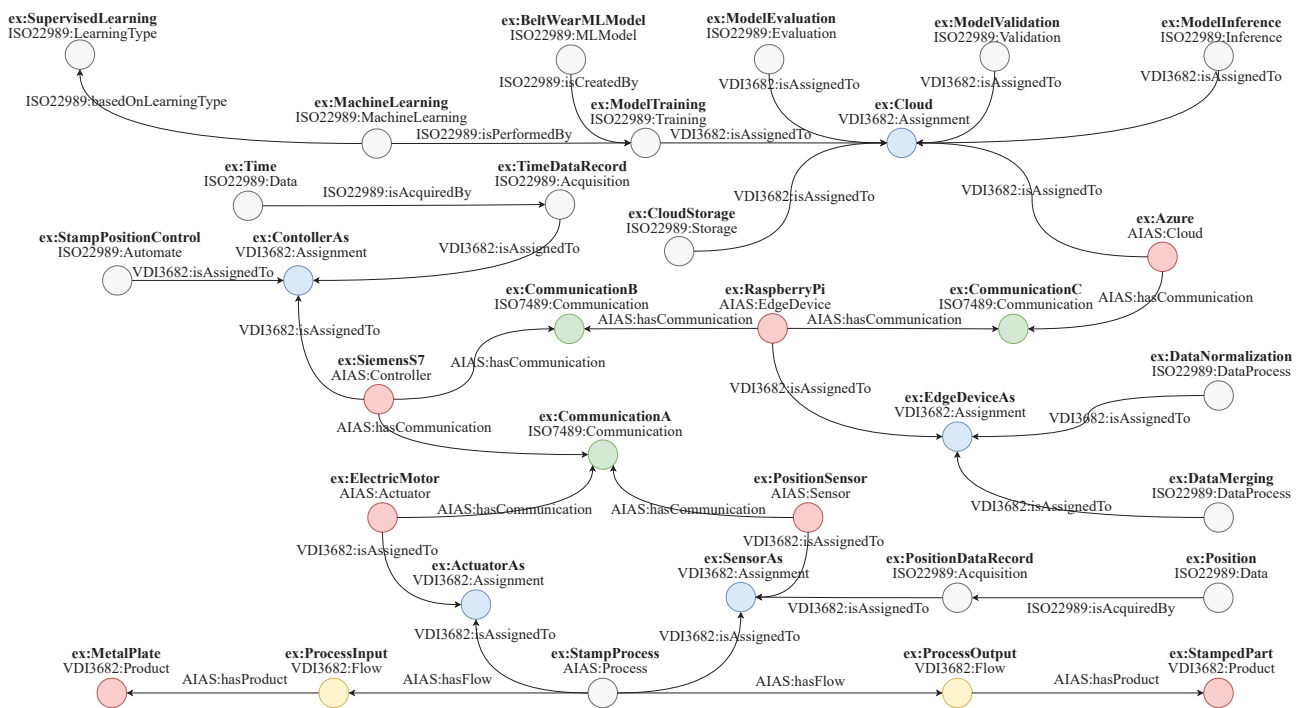 ex:SupervisedLearning
ISO22989:LearningType
ex:BeltWearMLModel
ISO22989:MLModel
ex:ModelEvaluation
ISO22989:Evaluation
ex:ModelValidation
ISO22989:Validation
ex:ModelInference
ISO22989:Inference
ISO22989:basedOnLearningType
ISO22989:isCreatedBy
VDI3682:isAssignedTo
VDI3682:isAssignedTo
VDI3682:isAssignedTo
ex:MachineLearning
ISO22989:MachineLearning
ISO22989:isPerformedBy
ex:ModelTraining
ISO22989:Training
VDI3682:isAssignedTo
ex:Cloud
VDI3682:Assignment
ex:Time
ISO22989:Data
ISO22989:isAcquiredBy
ex:TimeDataRecord
ISO22989:Acquisition
VDI3682:isAssignedTo
VDI3682:isAssignedTo
ex:CloudStorage
ISO22989:Storage
ex:Azure
AIAS:Cloud
ex:StampPositionControl
ISO22989:Automate
VDI3682:isAssignedTo
ex:ContollerAs
VDI3682:Assignment
VDI3682:isAssignedTo
ex:CommunicationB
ISO7489:Communication
ex:RaspberryPi
AIAS:EdgeDevice
ex:CommunicationC
ISO7489:Communication
AIAS:hasCommunication
AIAS:hasCommunication
AIAS:hasCommunication
VDI3682:isAssignedTo
ex:SiemensS7
AIAS:Controller
AIAS:hasCommunication
VDI3682:isAssignedTo
ex:DataNormalization
ISO22989:DataProcess
ex:EdgeDeviceAs
VDI3682:Assignment
VDI3682:isAssignedTo
AIAS:hasCommunication
ex:CommunicationA
ISO7489:Communication
ex:ElectricMotor
AIAS:Actuator
AIAS:hasCommunication
AIAS:hasCommunication
ex:PositionSensor
AIAS:Sensor
ex:DataMerging
ISO22989:DataProcess
VDI3682:isAssignedTo
VDI3682:isAssignedTo
VDI3682:isAssignedTo
ex:ActuatorAs
VDI3682:Assignment
ex:SensorAs
VDI3682:Assignment
ex:PositionDataRecord
ISO22989:Acquisition
ex:Position
ISO22989:Data
VDI3682:isAssignedTo
ISO22989:isAcquiredBy
VDI3682:isAssignedTo
VDI3682:isAssignedTo
ex:MetalPlate
VDI3682:Product
AIAS:hasProduct
ex:ProcessInput
VDI3682:Flow
AIAS:hasFlow
ex:StampProcess
AIAS:Process
AIAS:hasFlow
ex:ProcessOutput
VDI3682:Flow
AIAS:hasProduct
ex:StampedPart
VDI3682:Product